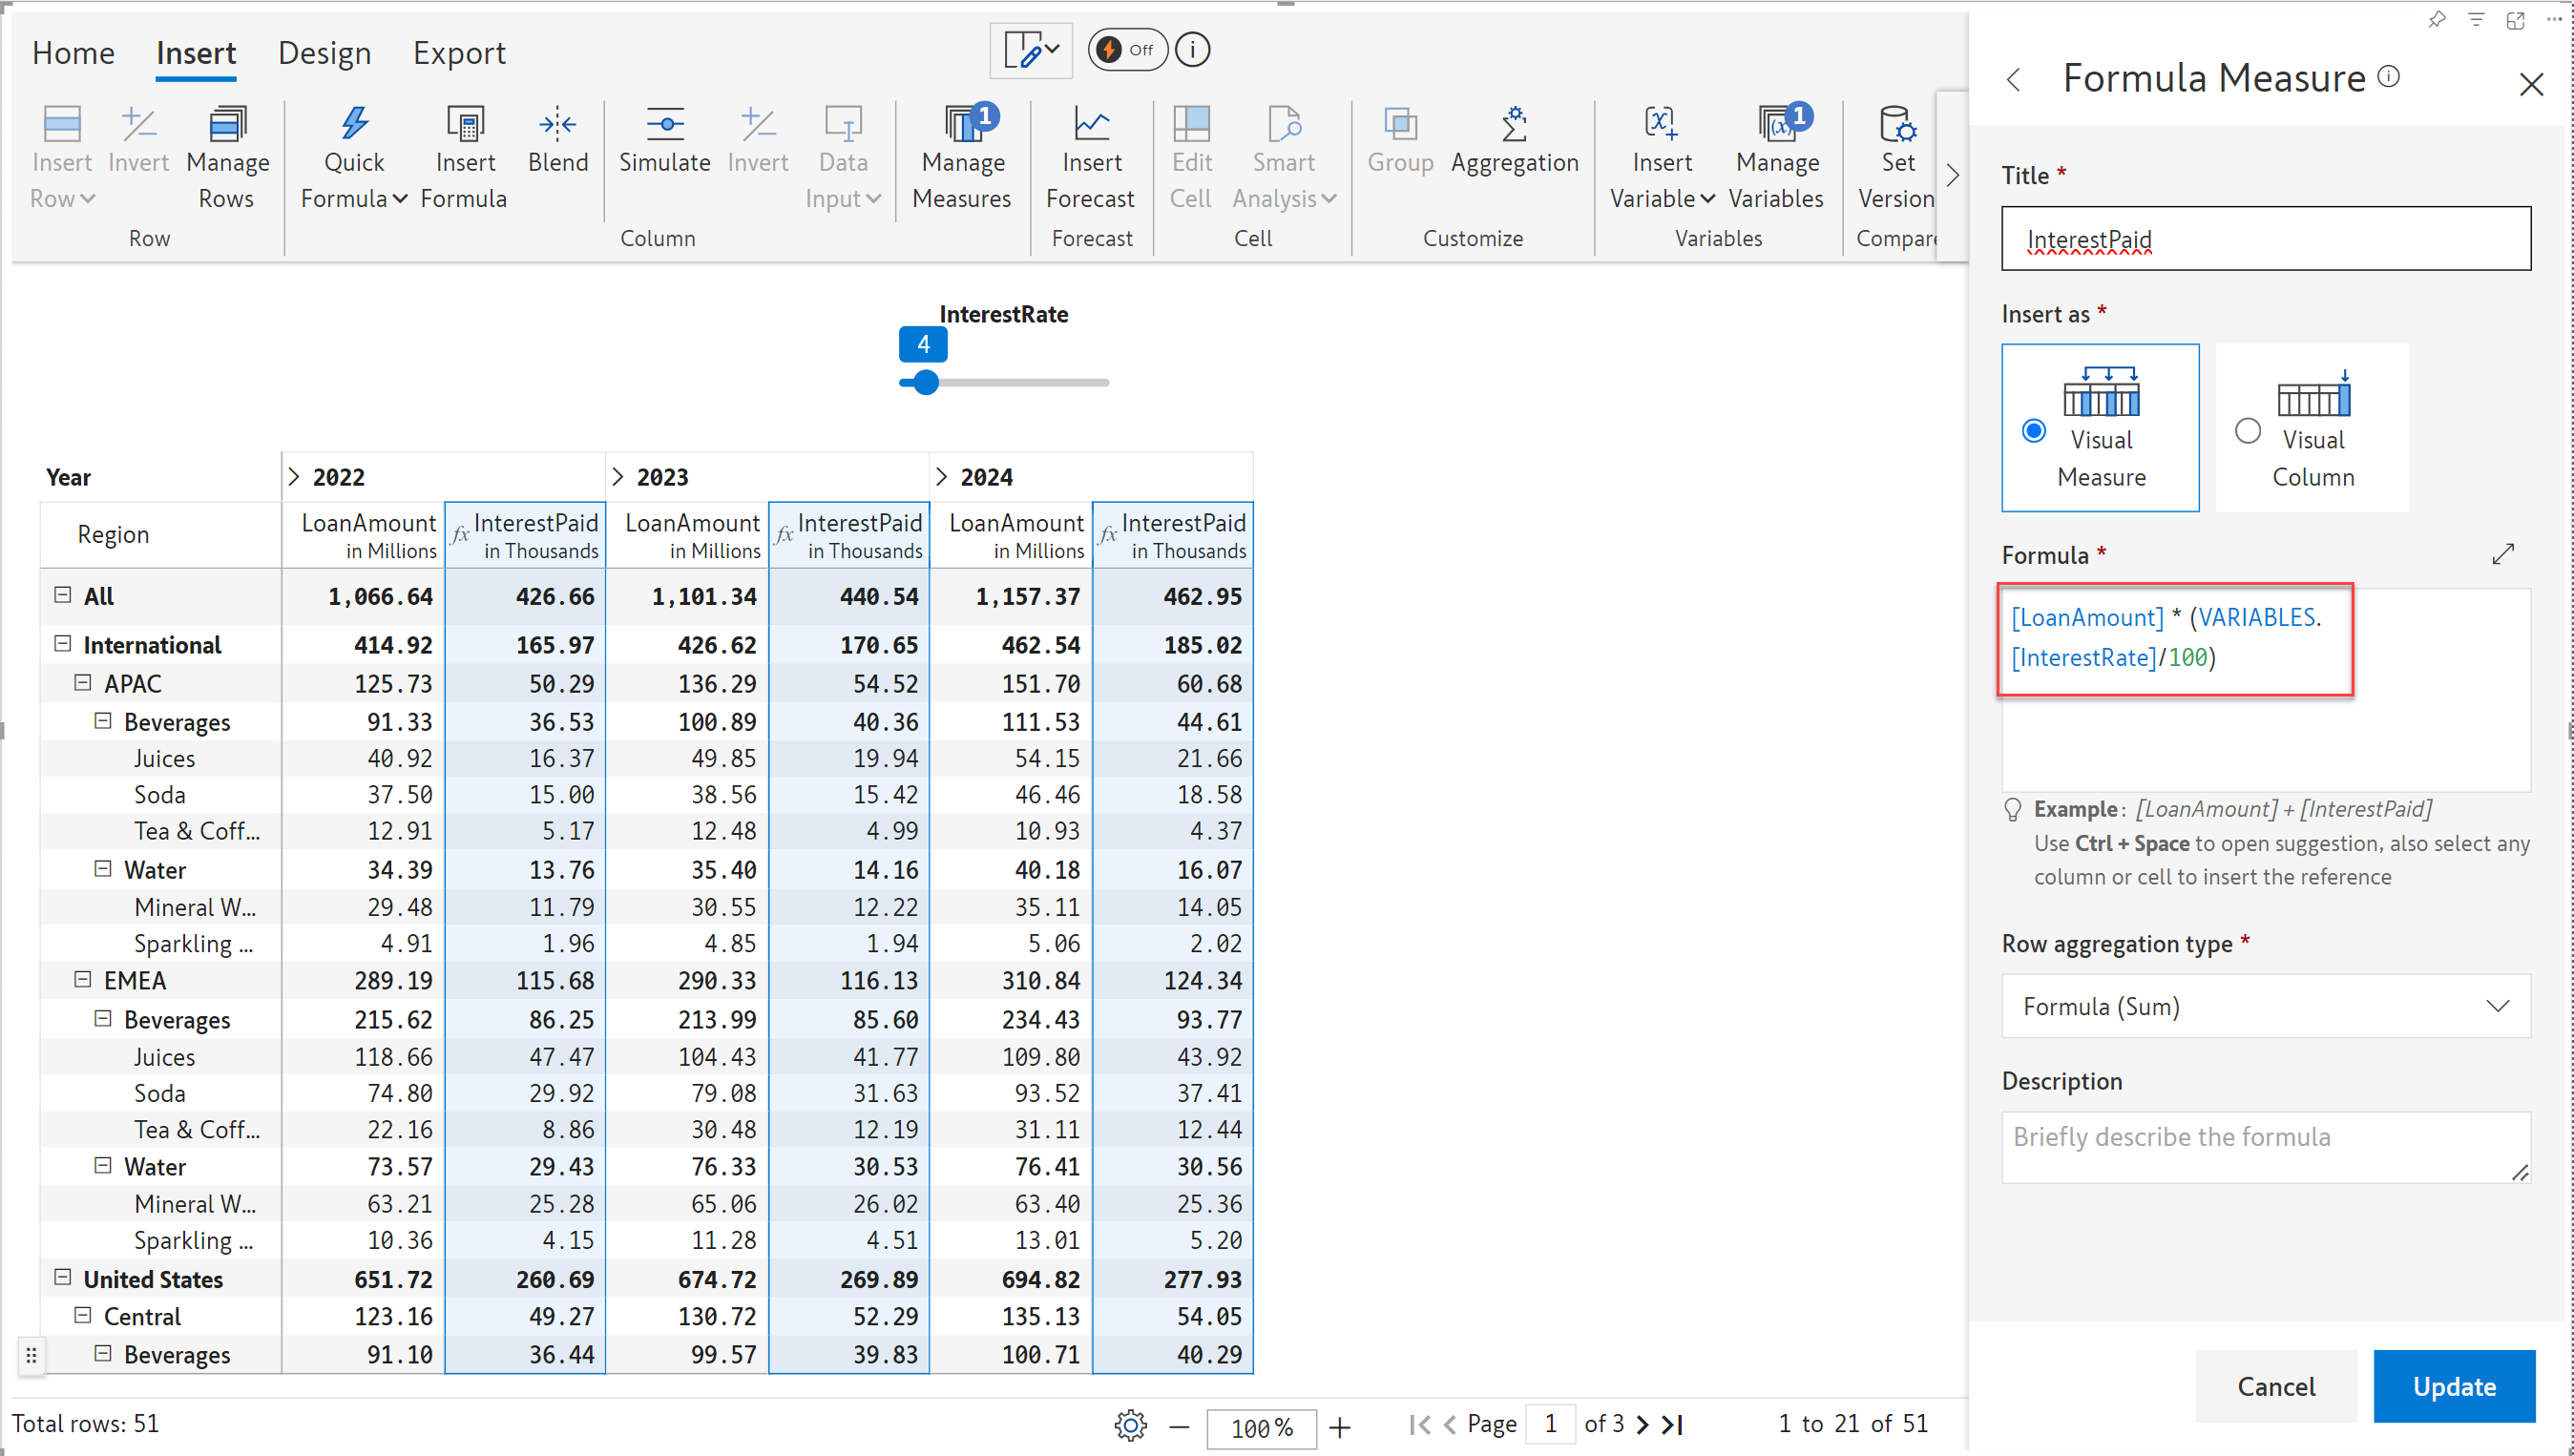 Home Insert Design Export Off
Insert Row Invert Manage Rows Quick Formula Insert Formula Blend Simulate Invert Data Input Manage Measures 1 Insert Forecast Edit Cell Smart Analysis Group Aggregation Insert Variable Manage Variables 1 Set Version
Row Column Forecast Cell Customize Variables Compare
InterestRate
4
Year 2022 2023 2024
Region LoanAmount in Millions fx InterestPaid in Thousands LoanAmount in Millions fx InterestPaid in Thousands LoanAmount in Millions fx InterestPaid in Thousands
All 1,066.64 426.66 1,101.34 440.54 1,157.37 462.95
International 414.92 165.97 426.62 170.65 462.54 185.02
APAC 125.73 50.29 136.29 54.52 151.70 60.68
Beverages 91.33 36.53 100.89 40.36 111.53 44.61
Juices 40.92 16.37 49.85 19.94 54.15 21.66
Soda 37.50 15.00 38.56 15.42 46.46 18.58
Tea & Coff... 12.91 5.17 12.48 4.99 10.93 4.37
Water 34.39 13.76 35.40 14.16 40.18 16.07
Mineral W... 29.48 11.79 30.55 12.22 35.11 14.05
Sparkling ... 4.91 1.96 4.85 1.94 5.06 2.02
EMEA 289.19 115.68 290.33 116.13 310.84 124.34
Beverages 215.62 86.25 213.99 85.60 234.43 93.77
Juices 118.66 47.47 104.43 41.77 109.80 43.92
Soda 74.80 29.92 79.08 31.63 93.52 37.41
Tea & Coff... 22.16 8.86 30.48 12.19 31.11 12.44
Water 73.57 29.43 76.33 30.53 76.41 30.56
Mineral W... 63.21 25.28 65.06 26.02 63.40 25.36
Sparkling ... 10.36 4.15 11.28 4.51 13.01 5.20
United States 651.72 260.69 674.72 269.89 694.82 277.93
Central 123.16 49.27 130.72 52.29 135.13 54.05
Beverages 91.10 36.44 99.57 39.83 100.71 40.29
Total rows: 51 100% Page 1 of 3 1 to 21 of 51
Formula Measure
Title *
InterestPaid
Insert as *
Visual Measure
Visual Column
Formula *
[LoanAmount] * (VARIABLES.
[InterestRate]/100)
Example: [LoanAmount] + [InterestPaid]
Use Ctrl + Space to open suggestion, also select any
column or cell to insert the reference
Row aggregation type *
Formula (Sum)
Description
Briefly describe the formula
Cancel Update